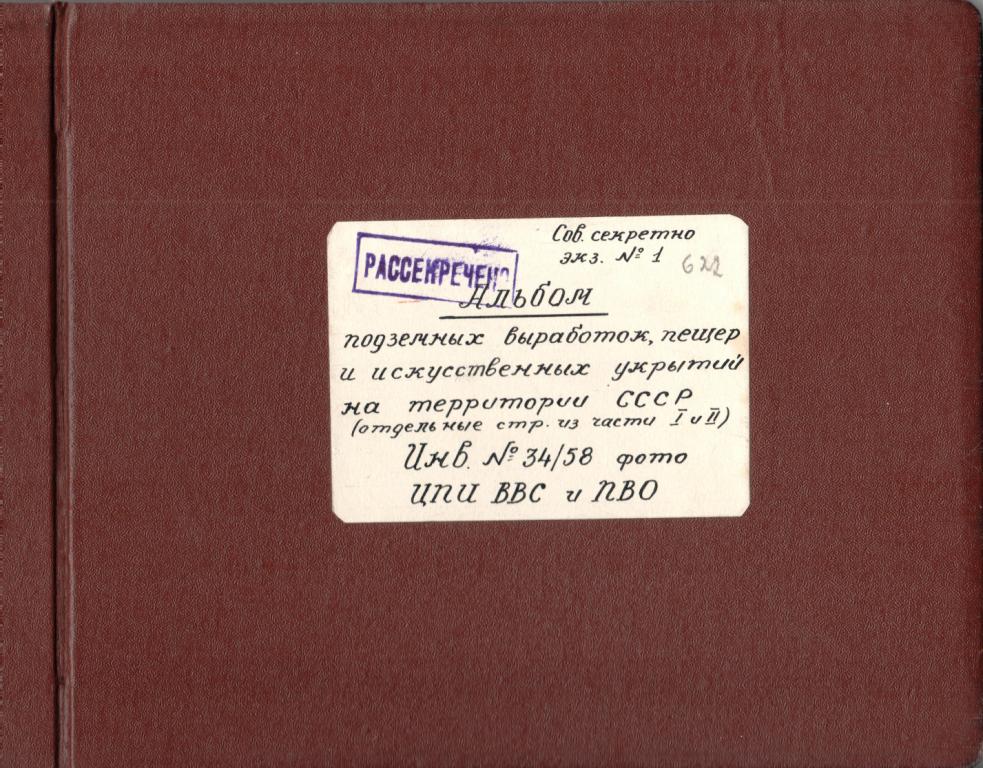 Сов. секретно
экз. № 1
622
РАССЕКРЕЧЕНО
Альбом
подземных выработок, пещер
и искусственных укрытий
на территории СССР
(отдельные стр. из части I и II)
Инв. № 34/58 фото
ЦПИ ВВС и ПВО